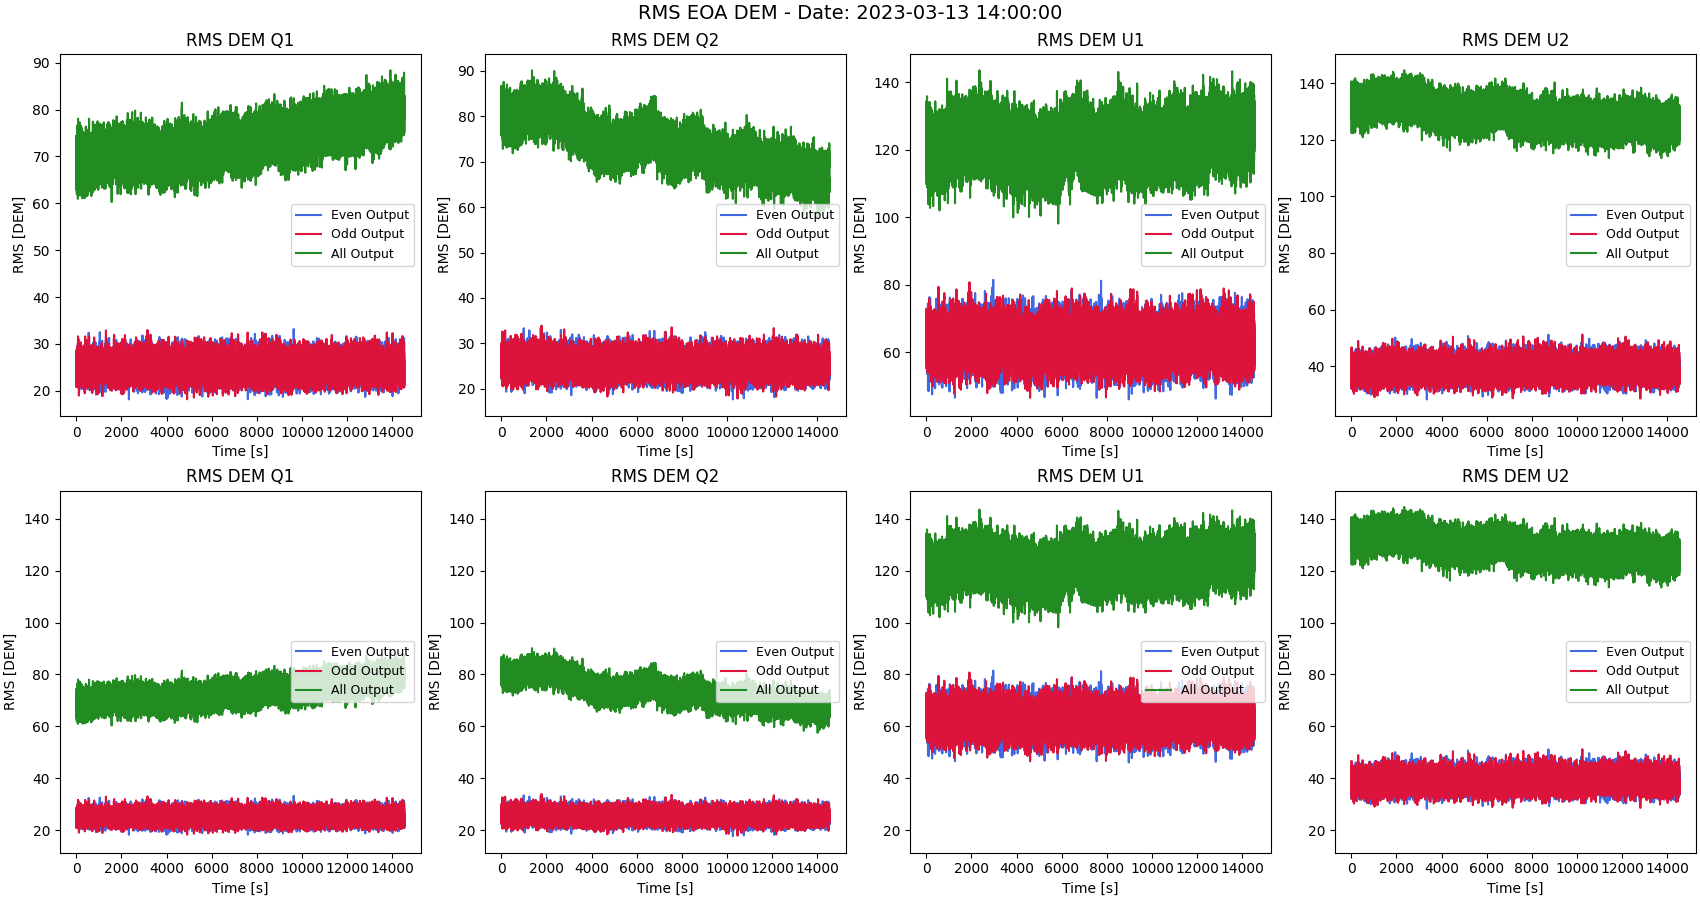 RMS EOA DEM - Date: 2023-03-13 14:00:00
RMS DEM Q1
RMS [DEM]
90
80
70
60
50
40
30
20
Even Output
Odd Output
All Output
0 2000 4000 6000 8000 10000 12000 14000
Time [s]
RMS DEM Q2
RMS [DEM]
90
80
70
60
50
40
30
20
Even Output
Odd Output
All Output
0 2000 4000 6000 8000 10000 12000 14000
Time [s]
RMS DEM U1
RMS [DEM]
140
120
100
80
60
Even Output
Odd Output
All Output
0 2000 4000 6000 8000 10000 12000 14000
Time [s]
RMS DEM U2
RMS [DEM]
140
120
100
80
60
40
Even Output
Odd Output
All Output
0 2000 4000 6000 8000 10000 12000 14000
Time [s]
RMS DEM Q1
RMS [DEM]
140
120
100
80
60
40
20
Even Output
Odd Output
All Output
0 2000 4000 6000 8000 10000 12000 14000
Time [s]
RMS DEM Q2
RMS [DEM]
140
120
100
80
60
40
20
Even Output
Odd Output
All Output
0 2000 4000 6000 8000 10000 12000 14000
Time [s]
RMS DEM U1
RMS [DEM]
140
120
100
80
60
40
20
Even Output
Odd Output
All Output
0 2000 4000 6000 8000 10000 12000 14000
Time [s]
RMS DEM U2
RMS [DEM]
140
120
100
80
60
40
20
Even Output
Odd Output
All Output
0 2000 4000 6000 8000 10000 12000 14000
Time [s]